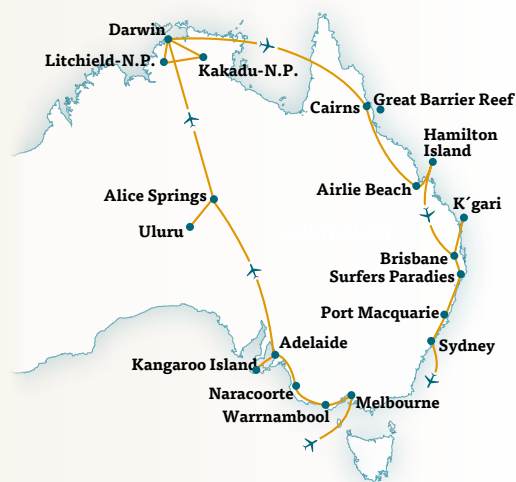 Darwin
Litchield-N.P.
Kakadu-N.P.
Cairns
Great Barrier Reef
Hamilton
Island
Airlie Beach
K´gari
Alice Springs
Uluru
Brisbane
Surfers Paradies
Port Macquarie
Sydney
Adelaide
Kangaroo Island
Naracoorte
Melbourne
Warrnambool